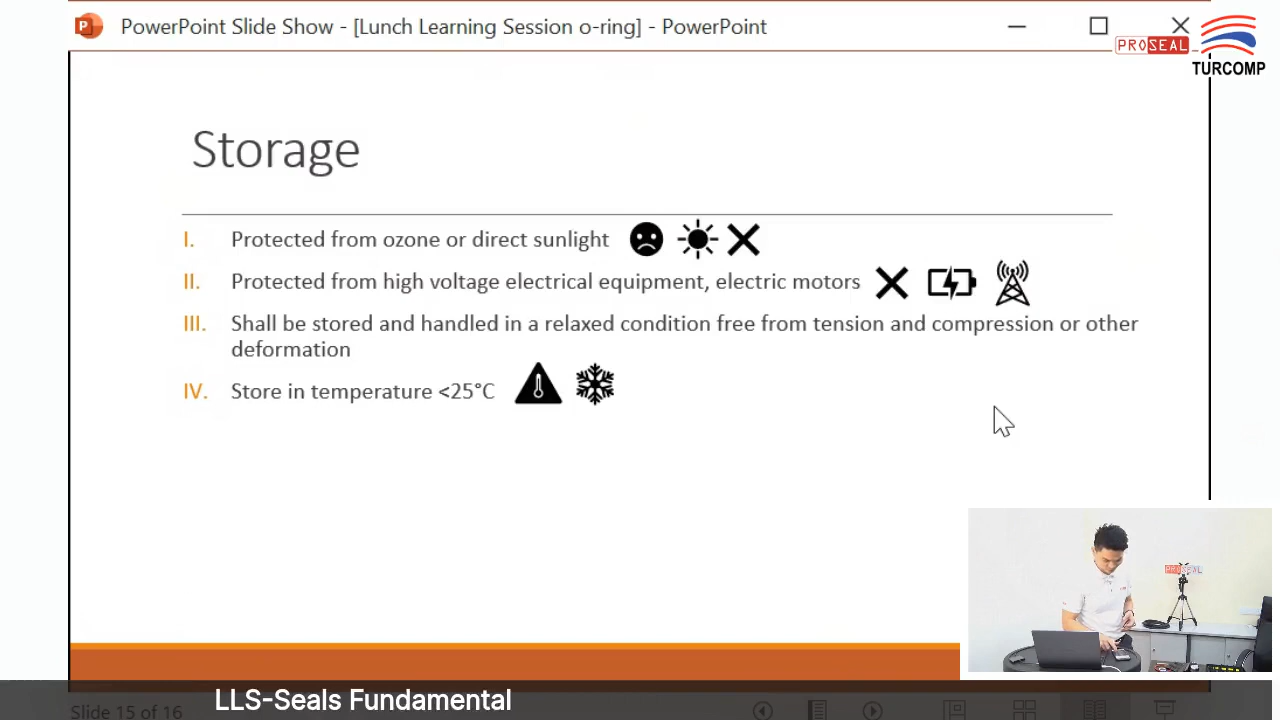 PowerPoint Slide Show - [Lunch Learning Session o-ring] - PowerPoint
PROSEAL
TURCOMP
Storage
I. Protected from ozone or direct sunlight
II. Protected from high voltage electrical equipment, electric motors
III. Shall be stored and handled in a relaxed condition free from tension and compression or other
deformation
IV. Store in temperature <25°C
PROSEAL
LLS-Seals Fundamental
Slide 15 of 16